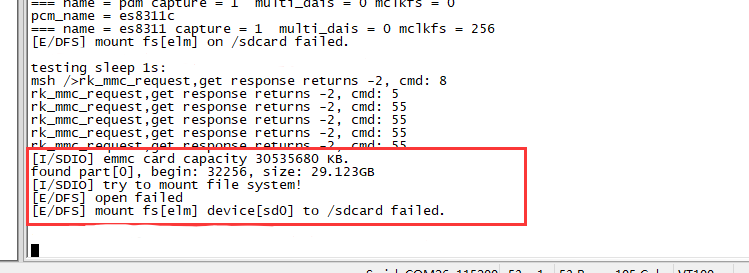 === name = pdm capture = 1  multi_dais = 0 mclkfs = 0
pcm_name = es8311c
=== name = es8311 capture = 1  multi_dais = 0 mclkfs = 256
[E/DFS] mount fs[elm] on /sdcard failed.
testing sleep 1s:
msh />rk_mmc_request,get response returns -2, cmd: 8
rk_mmc_request,get response returns -2, cmd: 5
rk_mmc_request,get response returns -2, cmd: 55
rk_mmc_request,get response returns -2, cmd: 55
rk_mmc_request,get response returns -2, cmd: 55
rk_mmc_request,get response returns -2, cmd: 55
[I/SDIO] emmc card capacity 30535680 KB.
found part[0], begin: 32256, size: 29.123GB
[I/SDIO] try to mount file system!
[E/DFS] open failed
[E/DFS] mount fs[elm] device[sd0] to /sdcard failed.